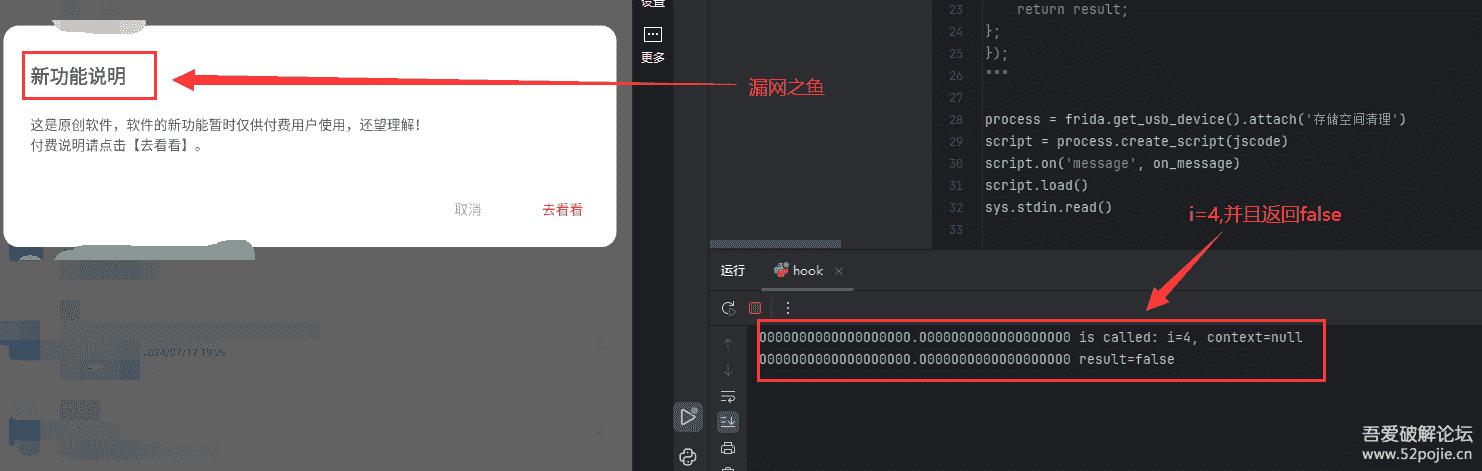 设置
更多
新功能说明
漏网之鱼
这是原创软件，软件的新功能暂时仅供付费用户使用，还望理解！
付费说明请点击【去看看】。
取消
去看看
2024/07/17 19:29
23 return result;
24 };
25 });
26 """
27
28 process = frida.get_usb_device().attach('存储空间清理')
29 script = process.create_script(jscode)
30 script.on('message', on_message)
31 script.load()
32 sys.stdin.read()
33
i=4,并且返回false
运行 hook
is called: i=4, context=null
result=false
吾爱破解论坛
www.52pojie.cn